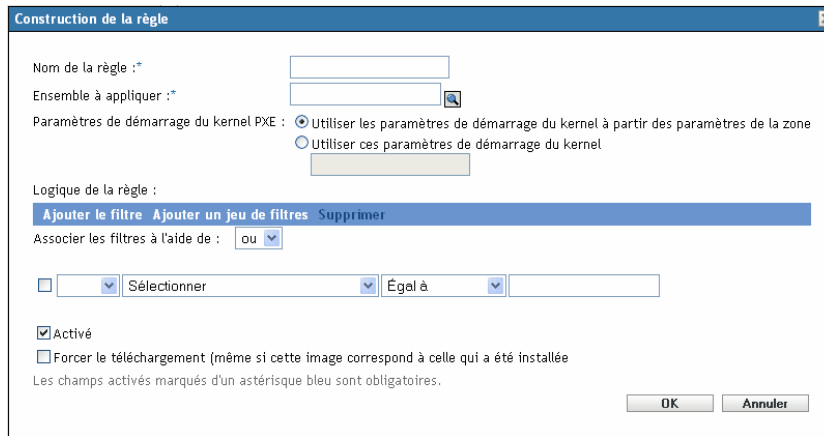 Construction de la règle
Nom de la règle :*
Ensemble à appliquer :*
Paramètres de démarrage du kernel PXE : Utiliser les paramètres de démarrage du kernel à partir des paramètres de la zone
Utiliser ces paramètres de démarrage du kernel
Logique de la règle :
Ajouter le filtre Ajouter un jeu de filtres Supprimer
Associer les filtres à l'aide de : ou
Sélectionner Égal à
Activé
Forcer le téléchargement (même si cette image correspond à celle qui a été installée
Les champs activés marqués d'un astérisque bleu sont obligatoires.
OK Annuler